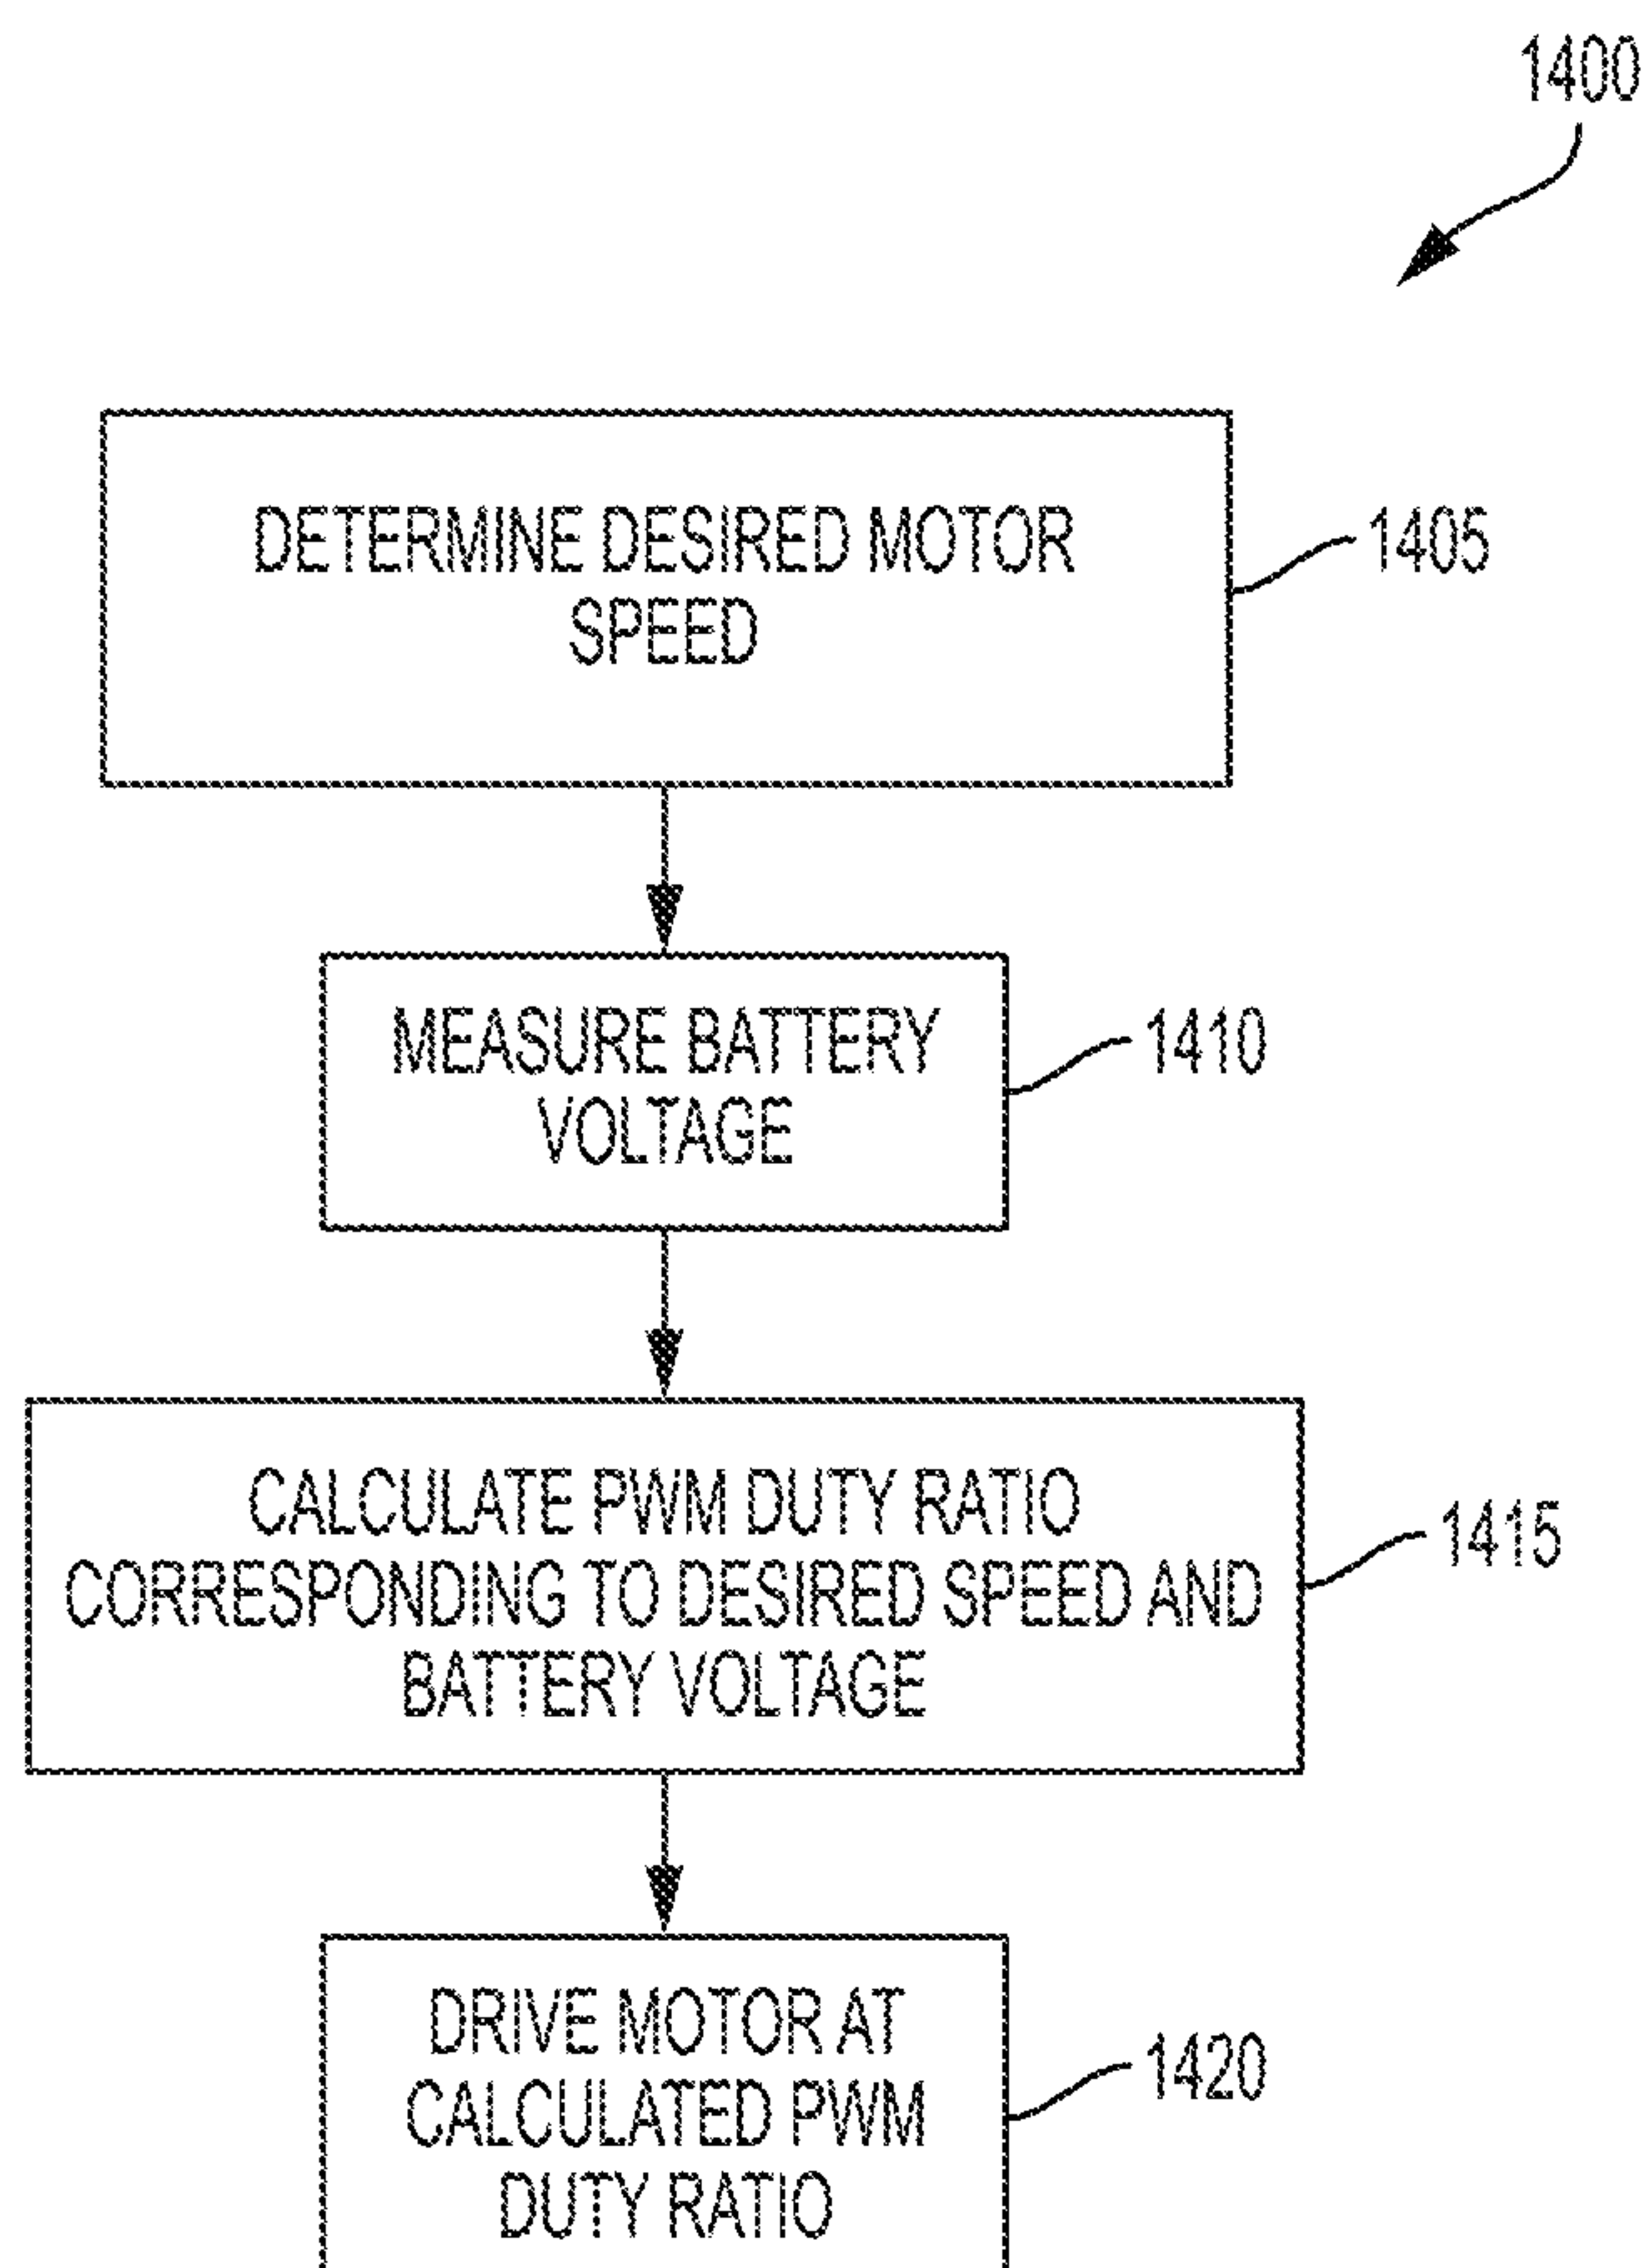 1400
DETERMINE DESIRED MOTOR
SPEED
1405
MEASURE BATTERY
VOLTAGE
1410
CALCULATE PWM DUTY RATIO
CORRESPONDING TO DESIRED SPEED AND
BATTERY VOLTAGE
1415
DRIVE MOTOR AT
CALCULATED PWM
DUTY RATIO
1420